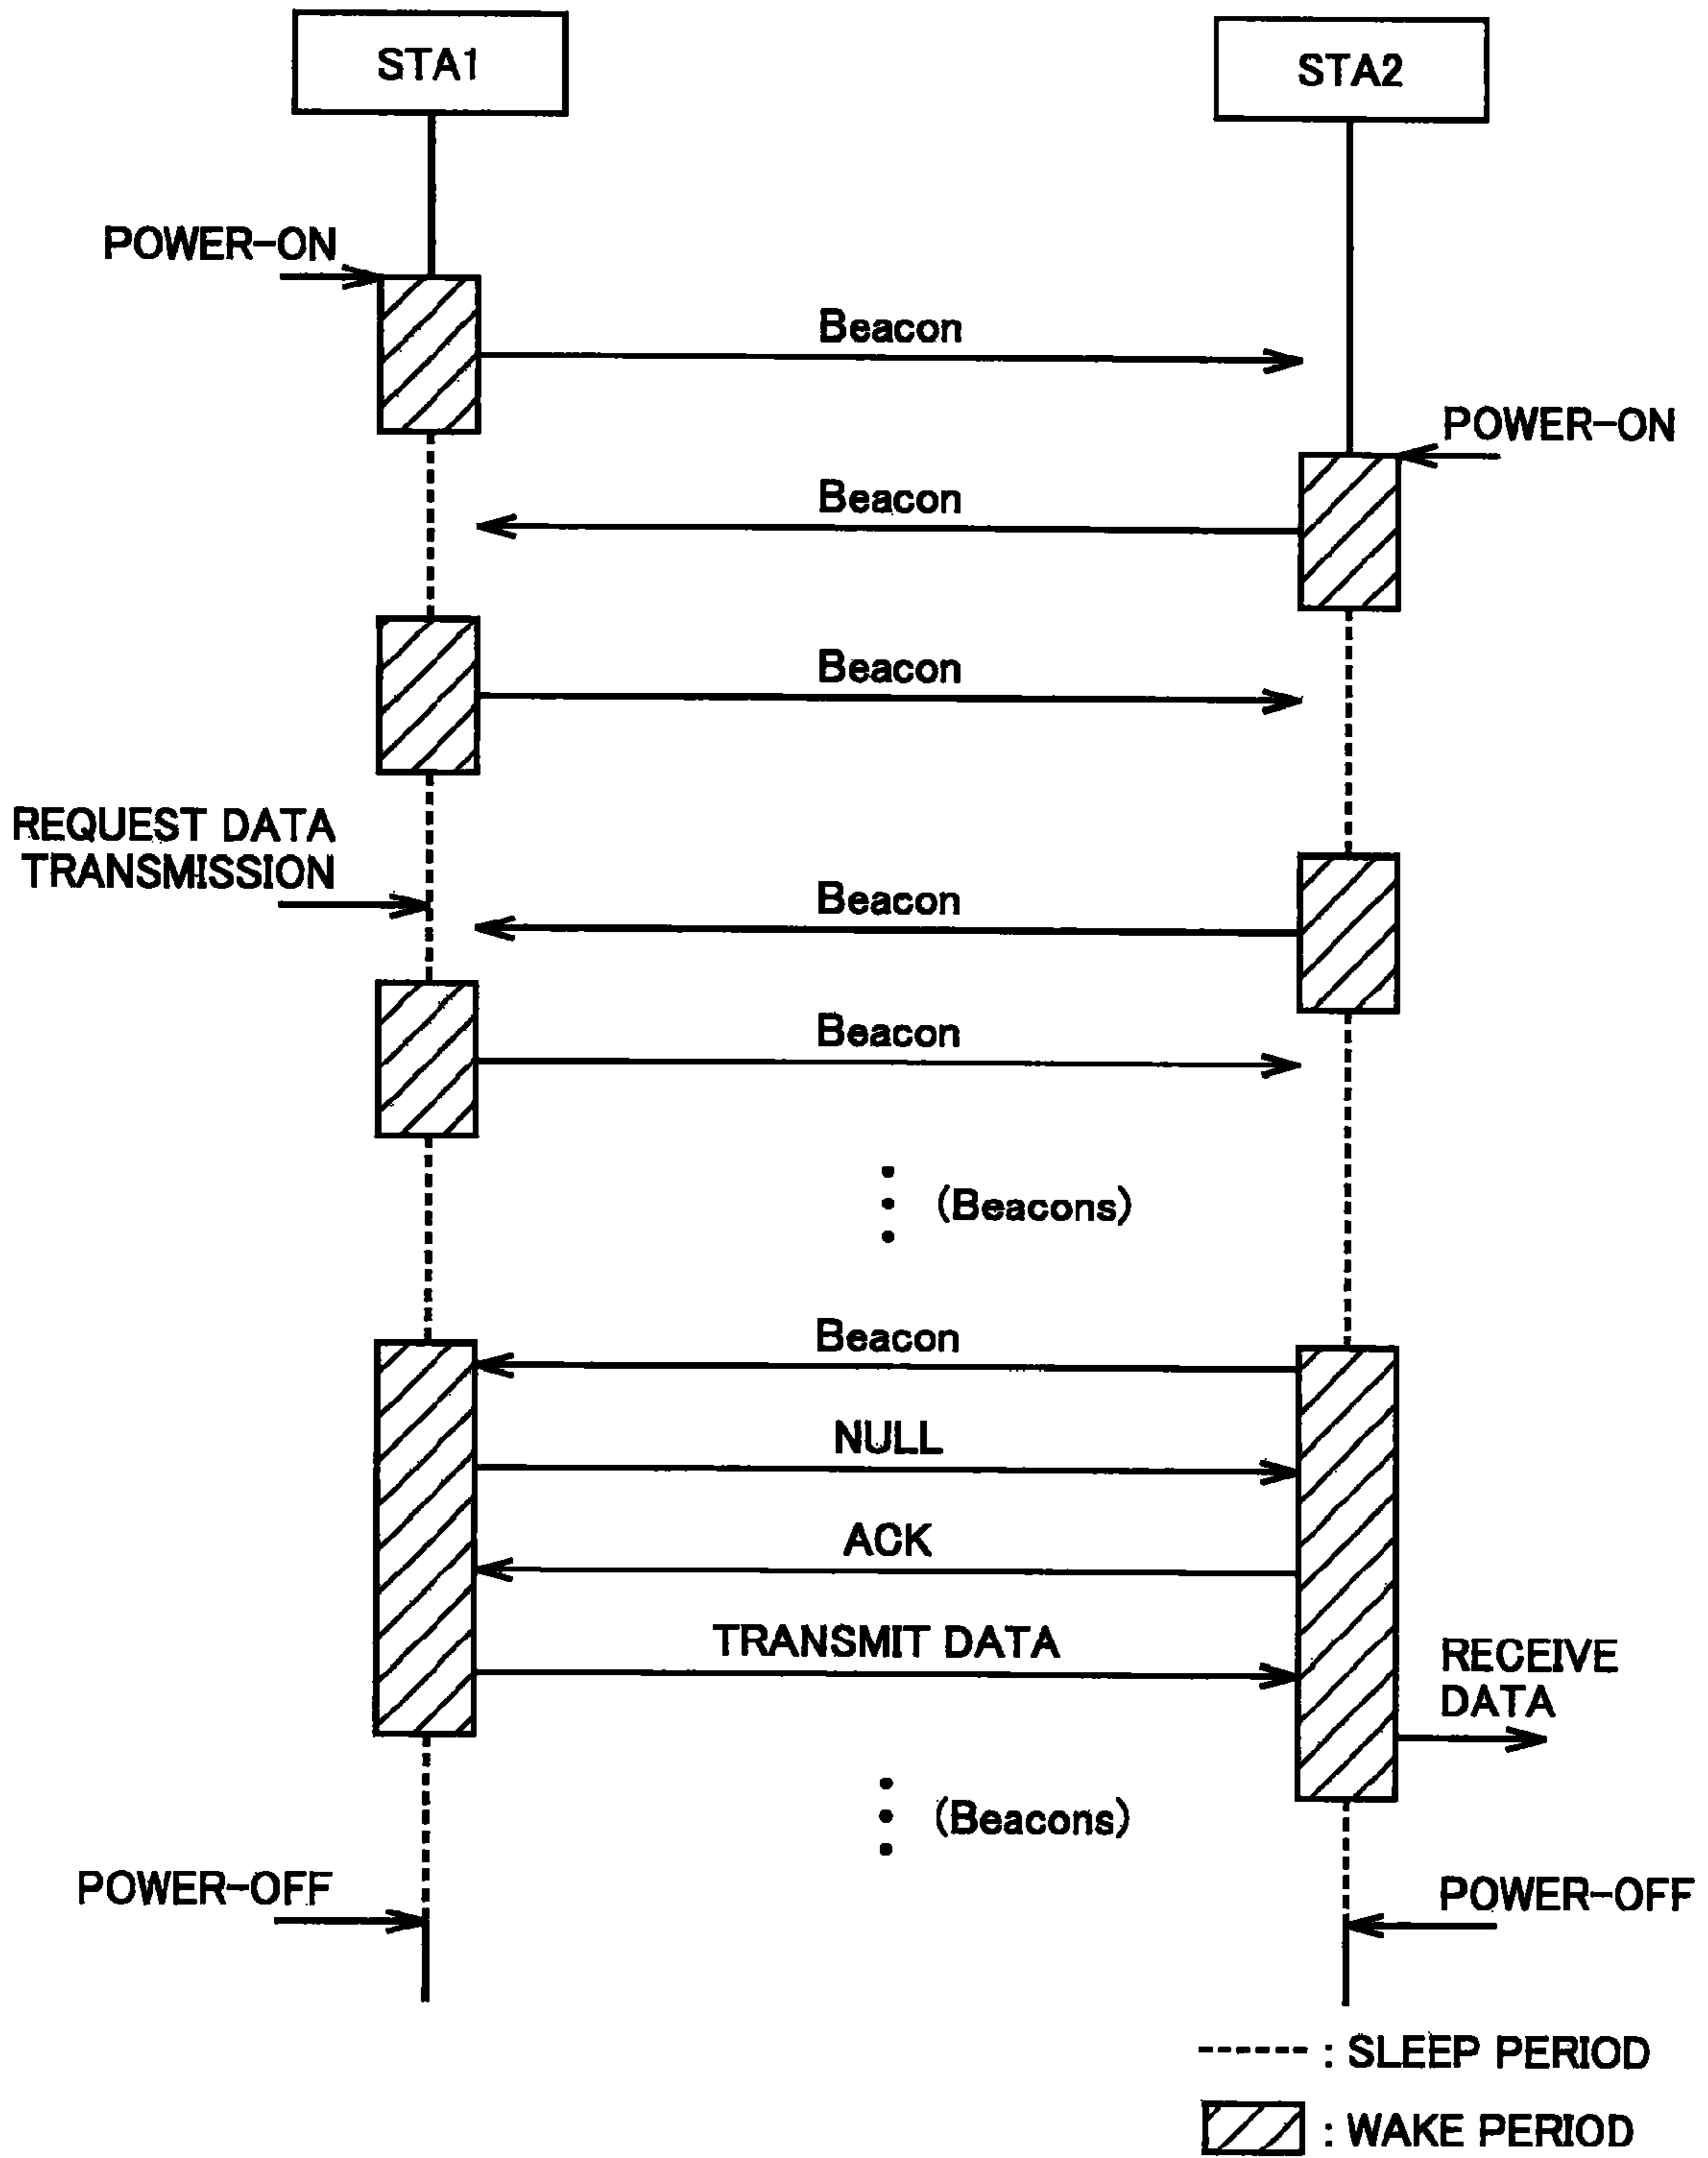 STA1
STA2
POWER-ON
Beacon
POWER-ON
Beacon
Beacon
REQUEST DATA
TRANSMISSION
Beacon
Beacon
(Beacons)
Beacon
NULL
ACK
TRANSMIT DATA
RECEIVE
DATA
(Beacons)
POWER-OFF
POWER-OFF
: SLEEP PERIOD
: WAKE PERIOD